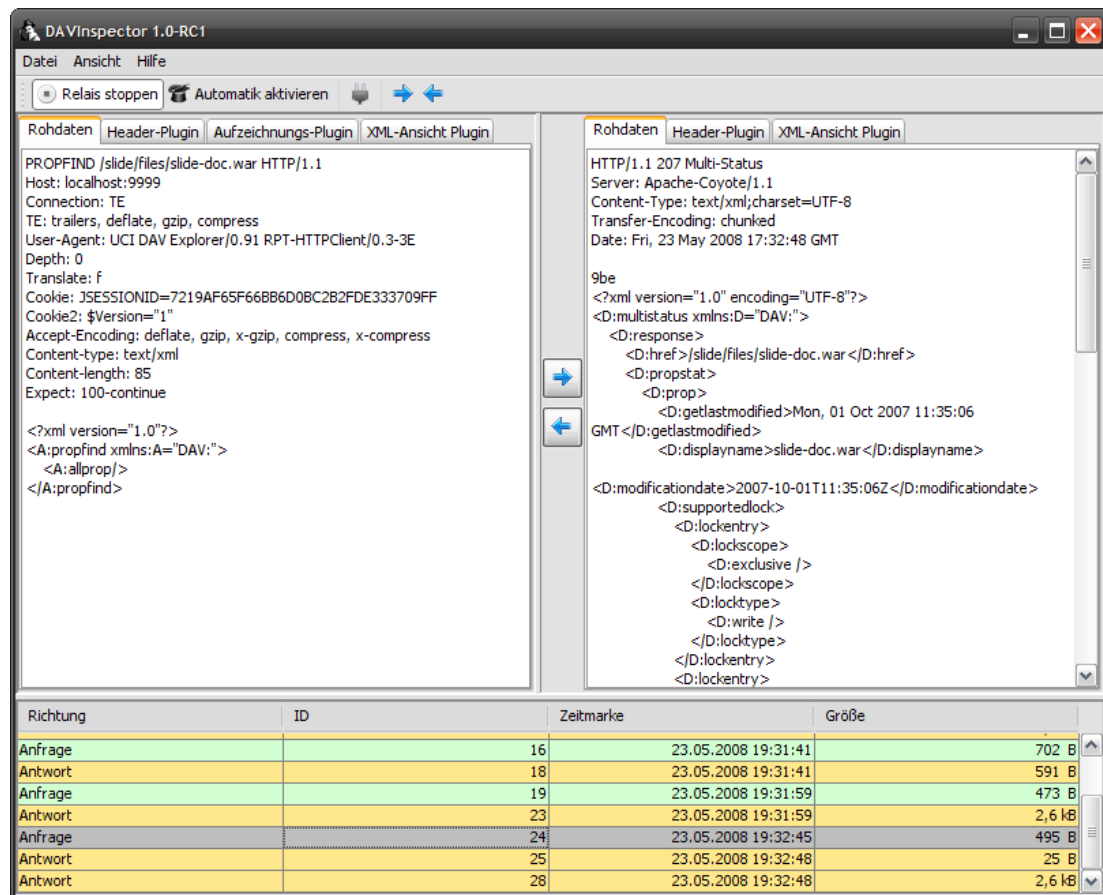 DAVInspector 1.0-RC1
Datei Ansicht Hilfe
Relais stoppen Automatik aktivieren
Rohdaten Header-Plugin Aufzeichnungs-Plugin XML-Ansicht Plugin
PROPFIND /slide/files/slide-doc.war HTTP/1.1
Host: localhost:9999
Connection: TE
TE: trailers, deflate, gzip, compress
User-Agent: UCI DAV Explorer/0.91 RPT-HTTPClient/0.3-3E
Depth: 0
Translate: f
Cookie: JSESSIONID=7219AF65F66BB6D0BC2B2FDE333709FF
Cookie2: $Version="1"
Accept-Encoding: deflate, gzip, x-gzip, compress, x-compress
Content-type: text/xml
Content-length: 85
Expect: 100-continue
<?xml version="1.0"?>
<A:propfind xmlns:A="DAV:">
<A:allprop/>
</A:propfind>
Rohdaten Header-Plugin XML-Ansicht Plugin
HTTP/1.1 207 Multi-Status
Server: Apache-Coyote/1.1
Content-Type: text/xml;charset=UTF-8
Transfer-Encoding: chunked
Date: Fri, 23 May 2008 17:32:48 GMT
9be
<?xml version="1.0" encoding="UTF-8"?>
<D:multistatus xmlns:D="DAV:">
<D:response>
<D:href>/slide/files/slide-doc.war</D:href>
<D:propstat>
<D:prop>
<D:getlastmodified>Mon, 01 Oct 2007 11:35:06
GMT</D:getlastmodified>
<D:displayname>slide-doc.war</D:displayname>
<D:modificationdate>2007-10-01T11:35:06Z</D:modificationdate>
<D:supportedlock>
<D:lockentry>
<D:lockscope>
<D:exclusive />
</D:lockscope>
<D:locktype>
<D:write />
</D:locktype>
</D:lockentry>
<D:lockentry>
Richtung ID Zeitmarke Größe
Anfrage 16 23.05.2008 19:31:41 702 B
Antwort 18 23.05.2008 19:31:41 591 B
Anfrage 19 23.05.2008 19:31:59 473 B
Antwort 23 23.05.2008 19:31:59 2,6 kB
Anfrage 24 23.05.2008 19:32:45 495 B
Antwort 25 23.05.2008 19:32:48 25 B
Antwort 28 23.05.2008 19:32:48 2,6 kB